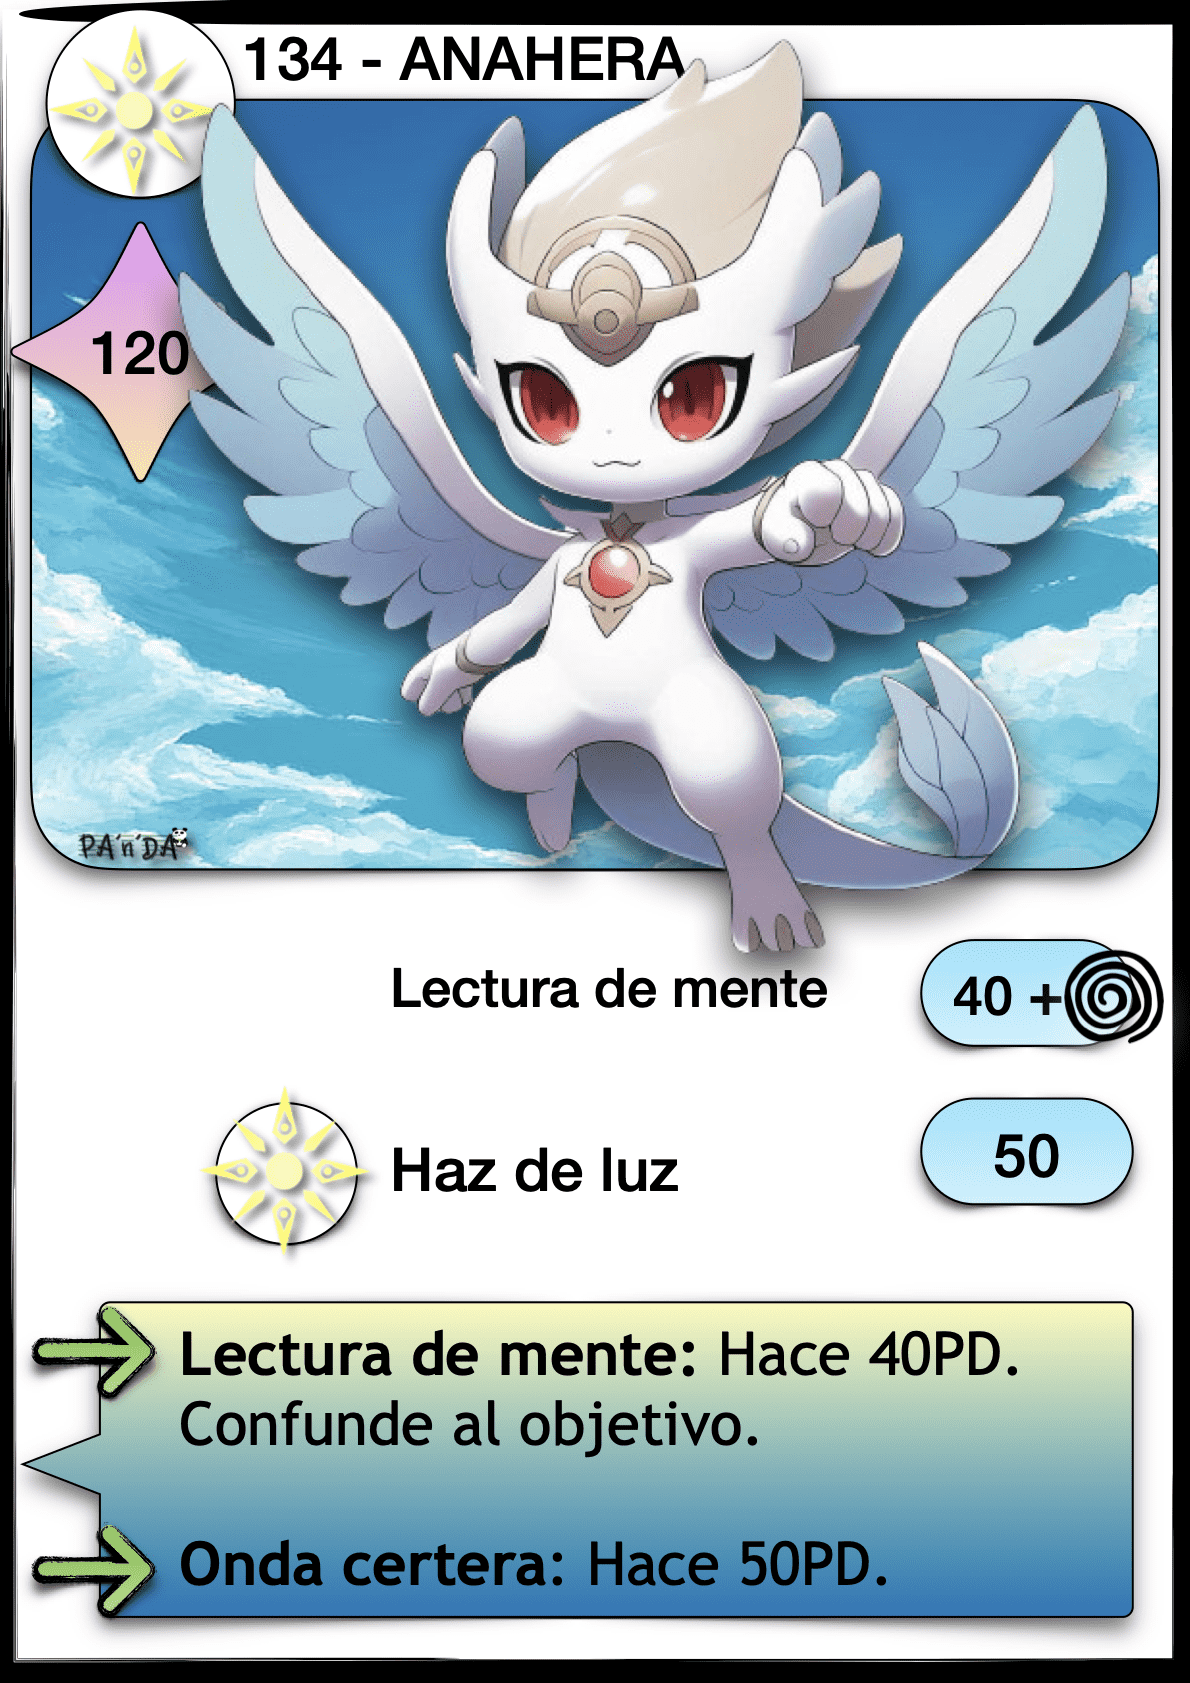 134 - ANAHERA
120
PA'n'DA
Lectura de mente
40 +
Haz de luz
50
Lectura de mente: Hace 40PD.
Confunde al objetivo.
Onda certera: Hace 50PD.